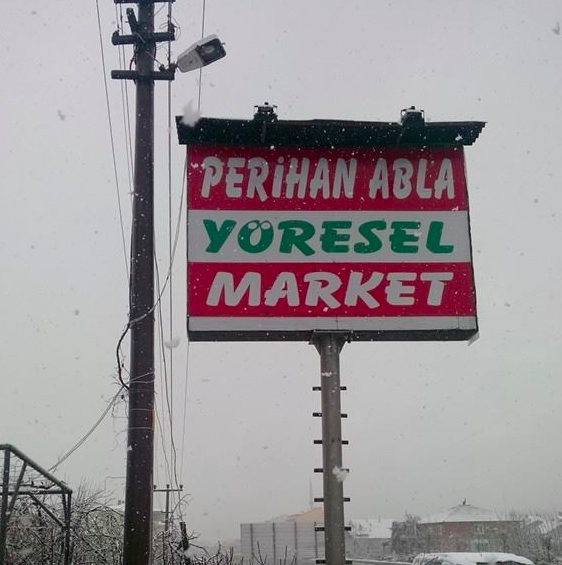 PERİHAN ABLA
YÖRESEL
MARKET